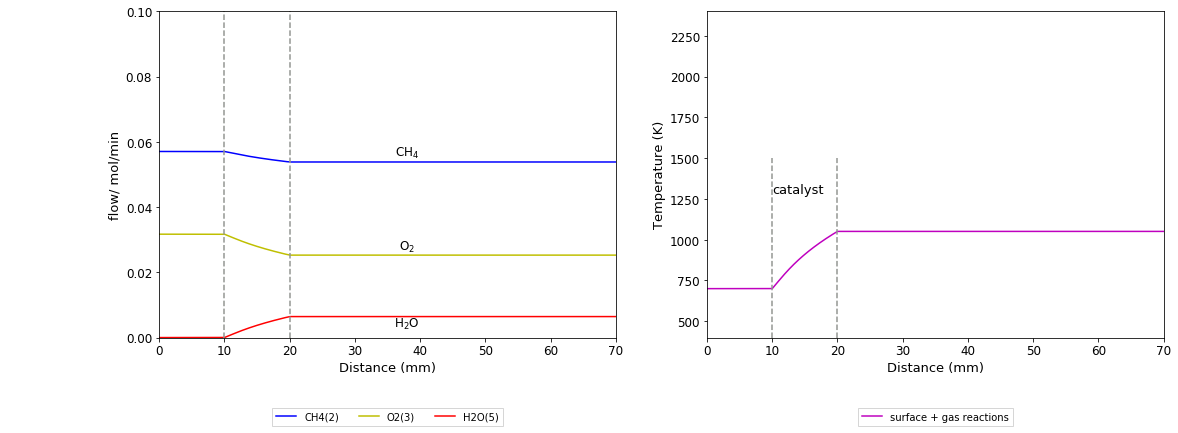 flow/ mol/min
0.10
0.08
0.06
0.04
0.02
0.00
CH₄
O₂
H₂O
0 10 20 30 40 50 60 70
Distance (mm)
CH4(2) O2(3) H2O(5)
Temperature (K)
2250
2000
1750
1500
1250
1000
750
500
catalyst
0 10 20 30 40 50 60 70
Distance (mm)
surface + gas reactions